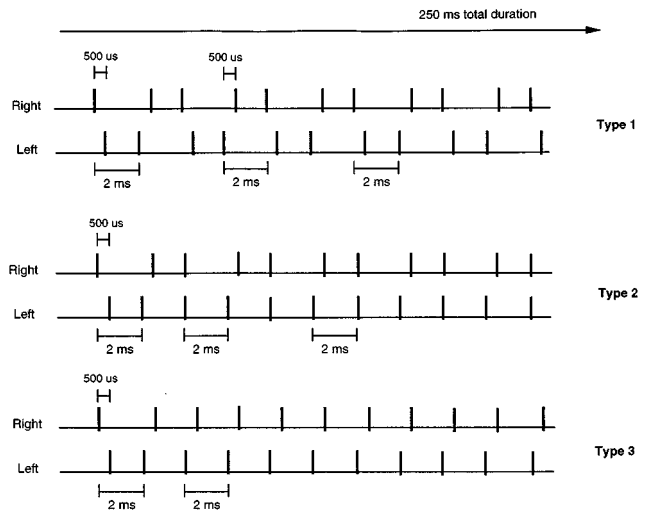 250 ms total duration
500 us 500 us
Right
Type 1
Left
2 ms 2 ms 2 ms
500 us
Right
Type 2
Left
2 ms 2 ms 2 ms
500 us
Right
Type 3
Left
2 ms 2 ms